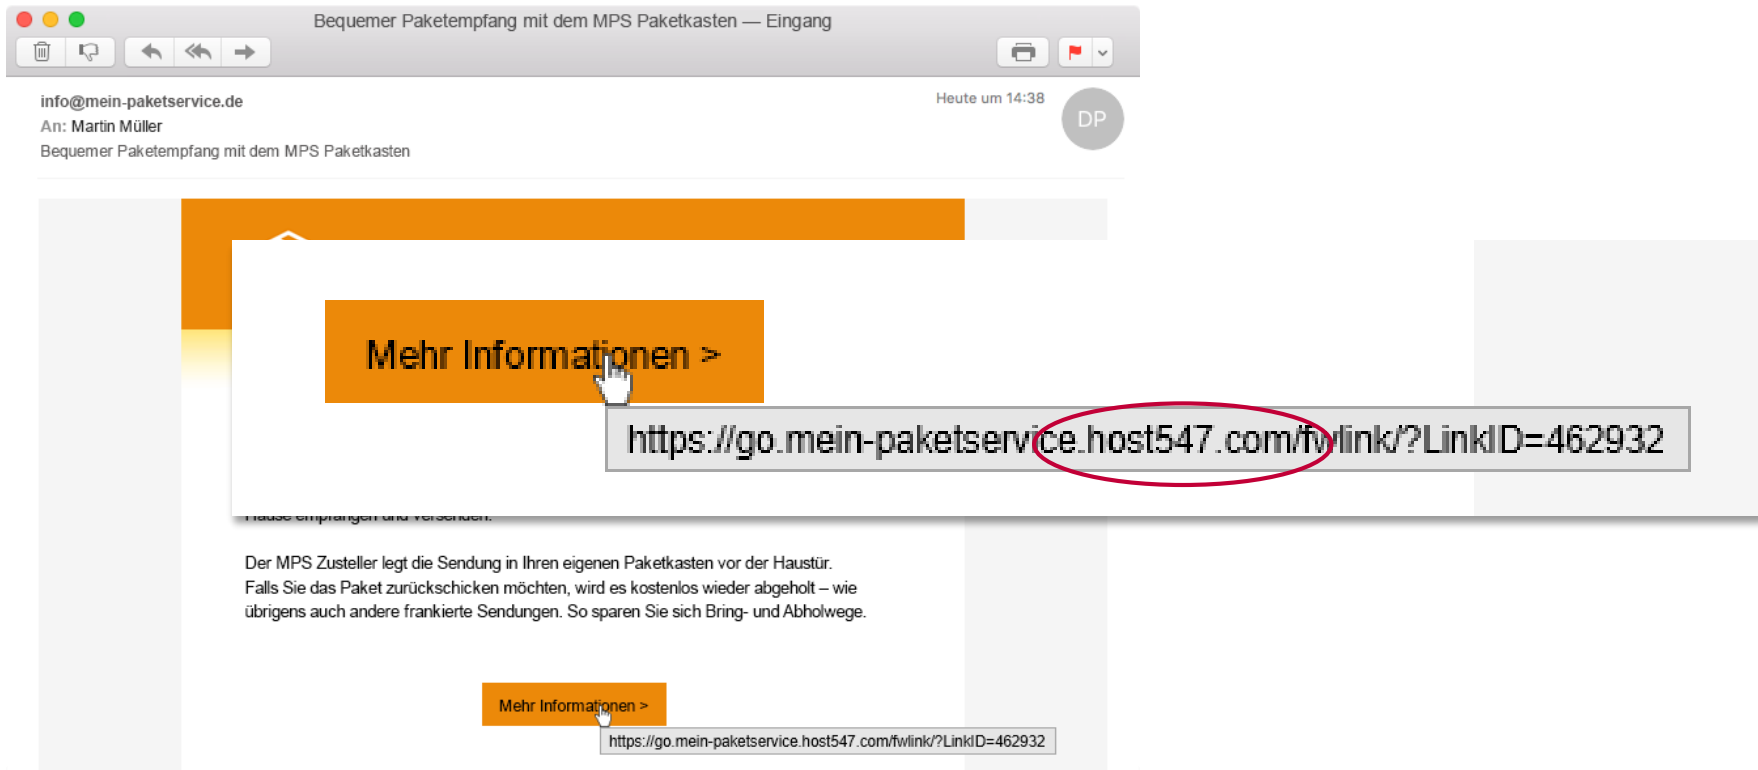 Bequemer Paketempfang mit dem MPS Paketkasten — Eingang
info@mein-paketservice.de
Heute um 14:38
DP
An: Martin Müller
Bequemer Paketempfang mit dem MPS Paketkasten
Mehr Informationen >
https://go.mein-paketservice.host547.com/fwlink/?LinkID=462932
Hause empfangen und versenden.
Der MPS Zusteller legt die Sendung in Ihren eigenen Paketkasten vor der Haustür.
Falls Sie das Paket zurückschicken möchten, wird es kostenlos wieder abgeholt – wie
übrigens auch andere frankierte Sendungen. So sparen Sie sich Bring- und Abholwege.
Mehr Informationen >
https://go.mein-paketservice.host547.com/fwlink/?LinkID=462932